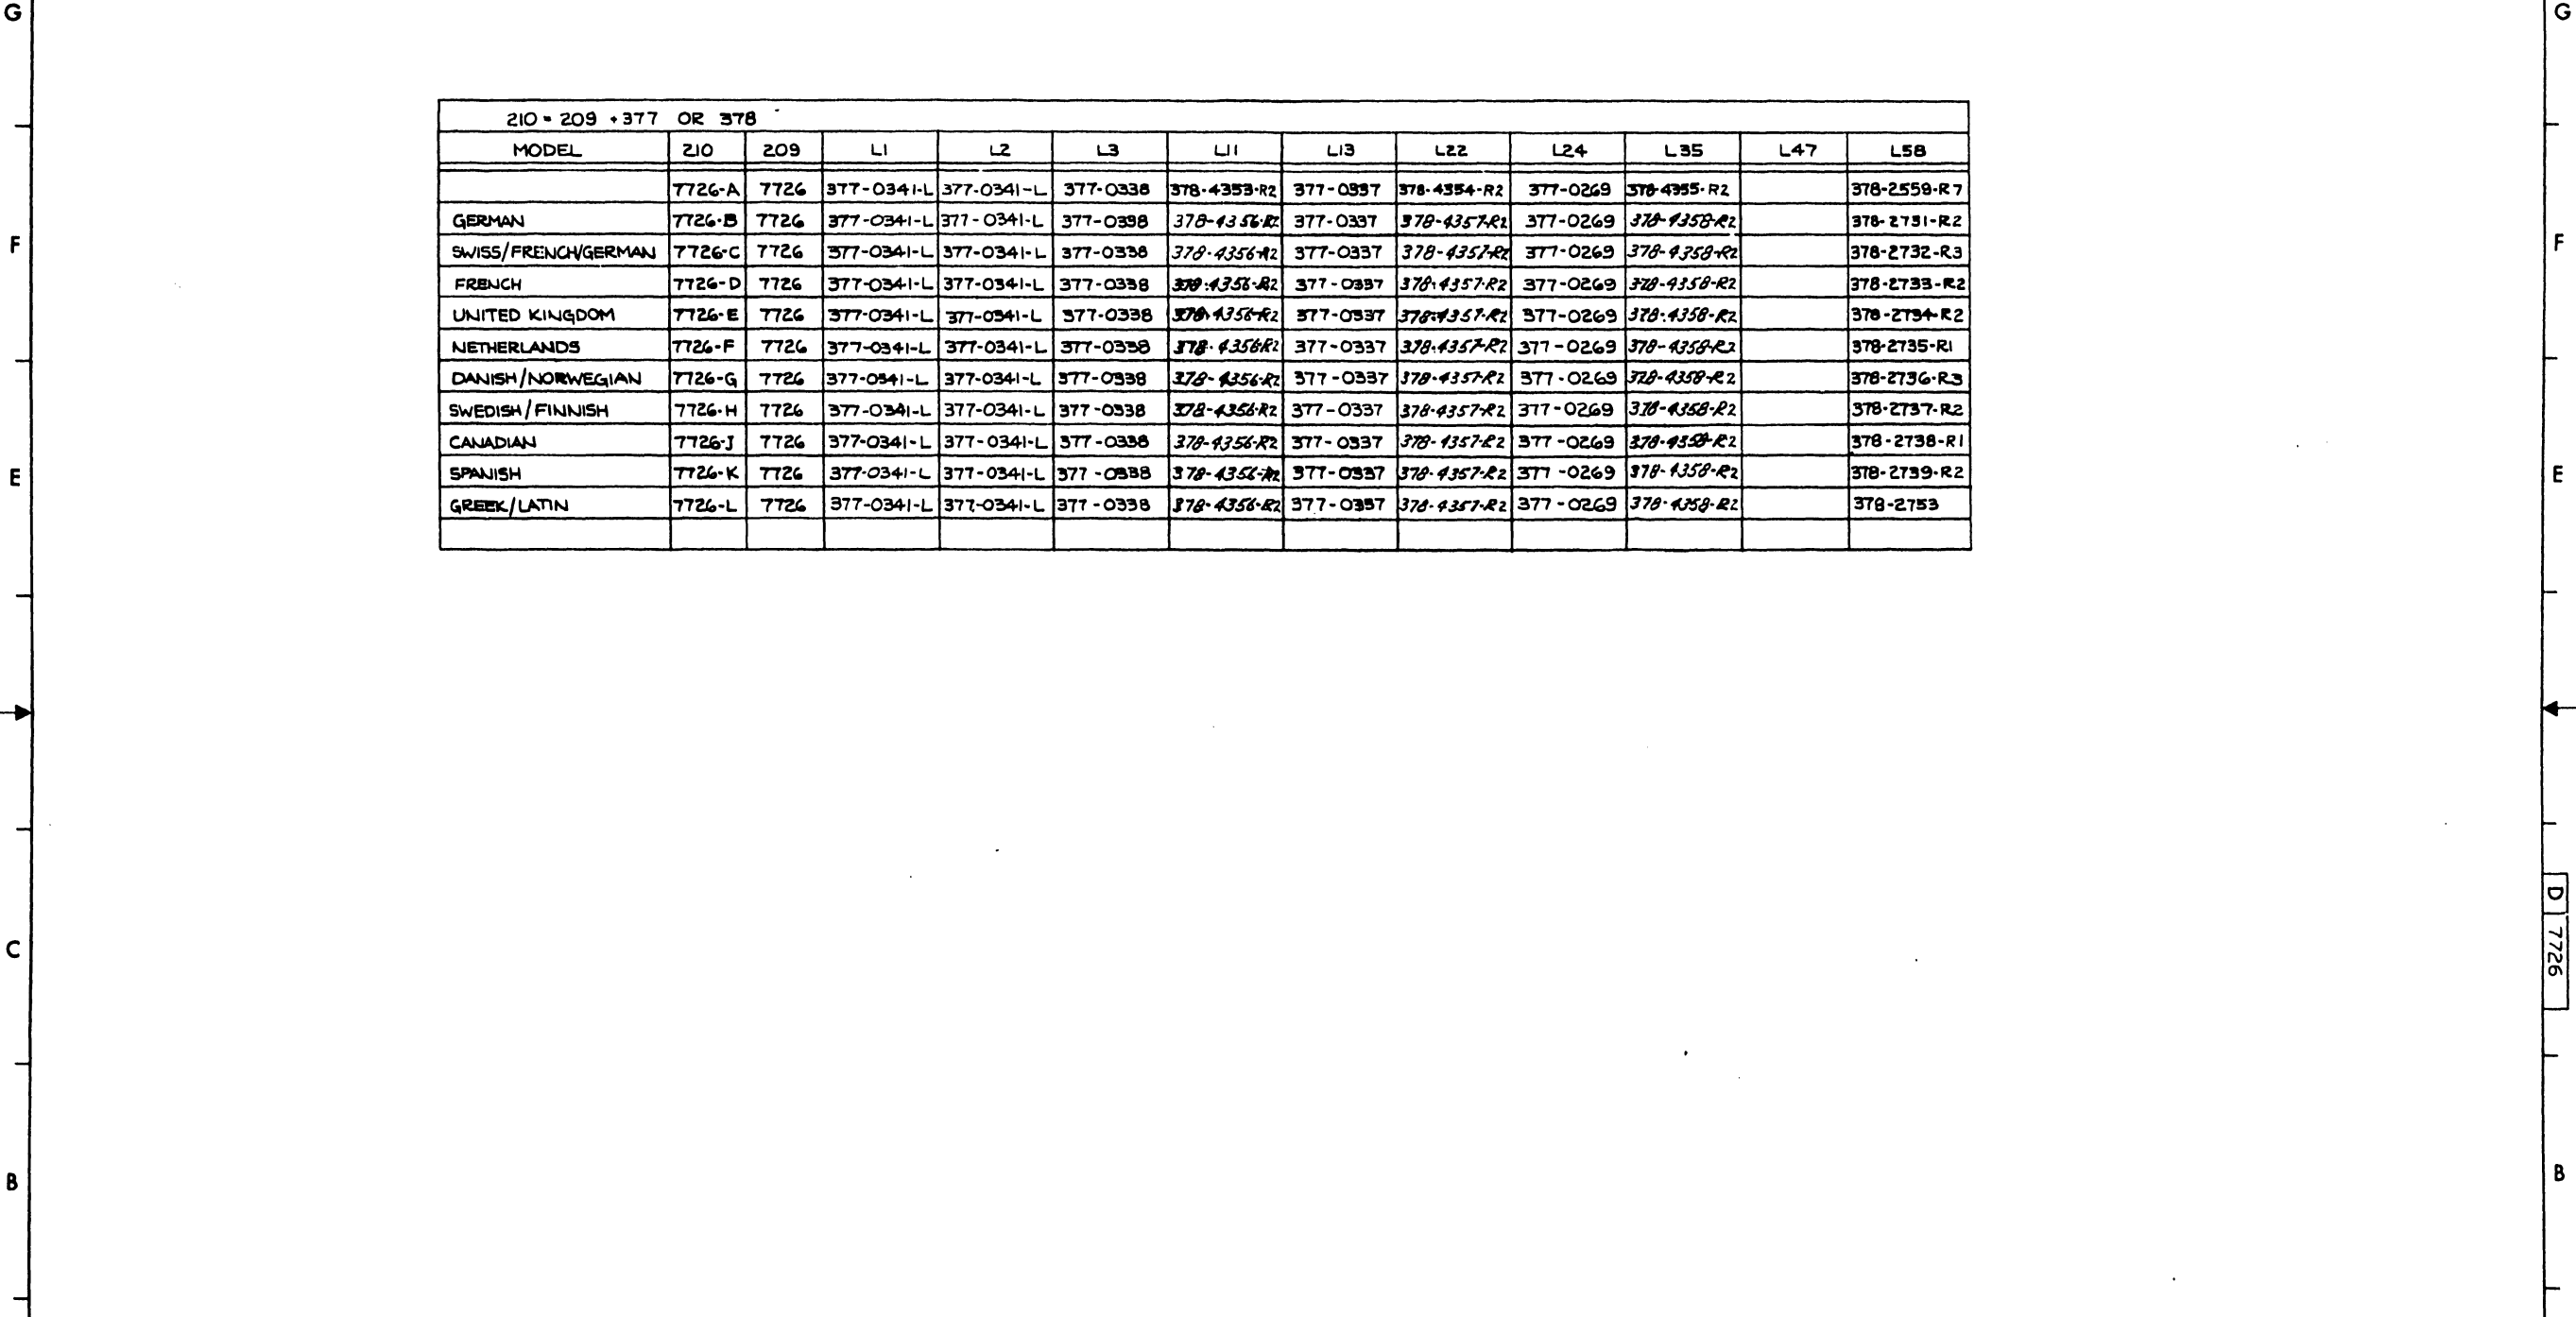 G G
210 = 209 + 377 OR 378
MODEL 210 209 L1 L2 L3 L11 L13 L22 L24 L35 L47 L58
7726-A 7726 377-0341-L 377-0341-L 377-0338 378-4353-R2 377-0337 378-4354-R2 377-0269 378-4355-R2 378-2559-R7
GERMAN 7726-B 7726 377-0341-L 377-0341-L 377-0338 378-4356-R2 377-0337 378-4357-R2 377-0269 378-4358-R2 378-2731-R2
F F
SWISS/FRENCH/GERMAN 7726-C 7726 377-0341-L 377-0341-L 377-0338 378-4356-R2 377-0337 378-4357-R2 377-0269 378-4358-R2 378-2732-R3
FRENCH 7726-D 7726 377-0341-L 377-0341-L 377-0338 378-4356-R2 377-0337 378-4357-R2 377-0269 378-4358-R2 378-2733-R2
UNITED KINGDOM 7726-E 7726 377-0341-L 377-0341-L 377-0338 378-4356-R2 377-0337 378-4357-R2 377-0269 378-4358-R2 378-2734-R2
NETHERLANDS 7726-F 7726 377-0341-L 377-0341-L 377-0338 378-4356-R2 377-0337 378-4357-R2 377-0269 378-4358-R2 378-2735-R1
DANISH/NORWEGIAN 7726-G 7726 377-0341-L 377-0341-L 377-0338 378-4356-R2 377-0337 378-4357-R2 377-0269 378-4358-R2 378-2736-R3
SWEDISH/FINNISH 7726-H 7726 377-0341-L 377-0341-L 377-0338 378-4356-R2 377-0337 378-4357-R2 377-0269 378-4358-R2 378-2737-R2
CANADIAN 7726-J 7726 377-0341-L 377-0341-L 377-0338 378-4356-R2 377-0337 378-4357-R2 377-0269 378-4358-R2 378-2738-R1
SPANISH 7726-K 7726 377-0341-L 377-0341-L 377-0338 378-4356-R2 377-0337 378-4357-R2 377-0269 378-4358-R2 378-2739-R2
E E
GREEK/LATIN 7726-L 7726 377-0341-L 377-0341-L 377-0338 378-4356-R2 377-0337 378-4357-R2 377-0269 378-4358-R2 378-2753
D 7726
C
B B